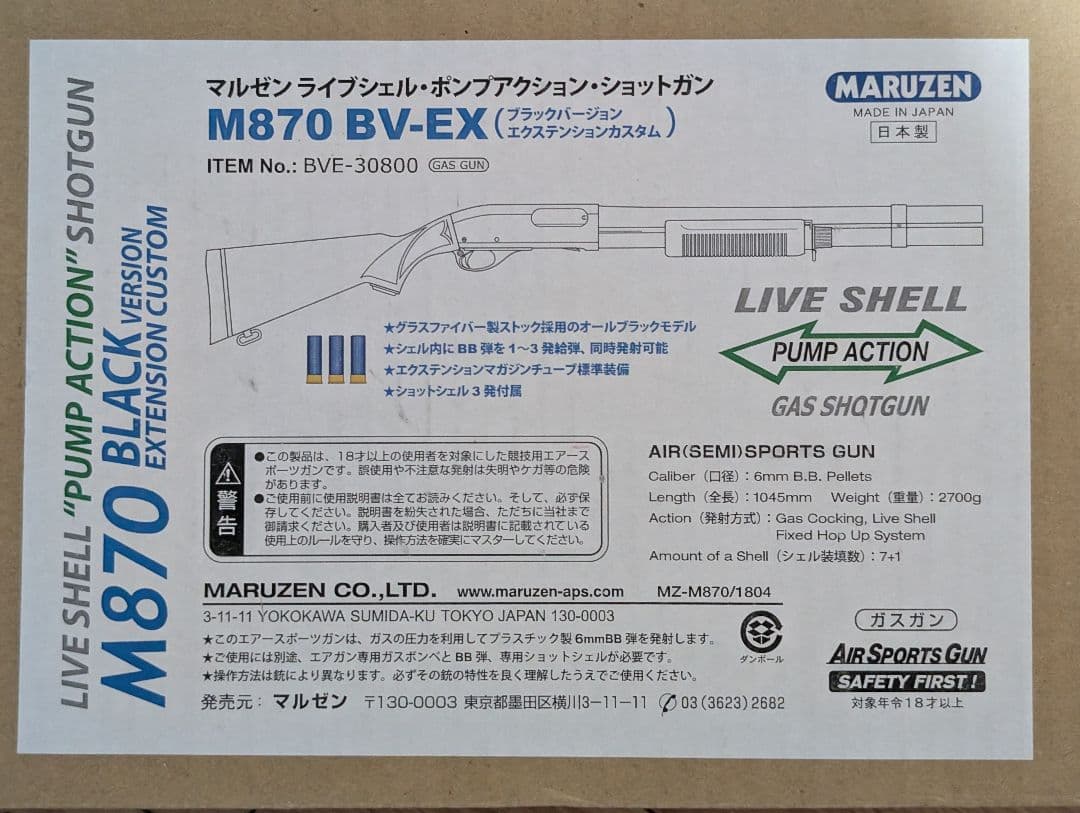 LIVE SHELL "PUMP ACTION" SHOTGUN
M870 BLACK VERSION
EXTENSION CUSTOM
マルゼン ライブシェル・ポンプアクション・ショットガン
M870 BV-EX（ブラックバージョン
エクステンションカスタム）
ITEM No.: BVE-30800 GAS GUN
MARUZEN
MADE IN JAPAN
日本製
★グラスファイバー製ストック採用のオールブラックモデル
★シェル内にBB弾を1〜3発給弾、同時発射可能
★エクステンションマガジンチューブ標準装備
★ショットシェル3発付属
LIVE SHELL
PUMP ACTION
GAS SHOTGUN
警告
●この製品は、18才以上の使用者を対象にした競技用エアース
ポーツガンです。誤使用や不注意な発射は失明やケガ等の危険
があります。
●ご使用前に使用説明書は全てお読みください。そして、必ず保
存してください。説明書を紛失された場合、ただちに当社まで
御請求ください。購入者及び使用者は説明書に記載されている
使用上のルールを守り、操作方法を確実にマスターしてください。
AIR(SEMI)SPORTS GUN
Caliber（口径）: 6mm B.B. Pellets
Length（全長）: 1045mm Weight（重量）: 2700g
Action（発射方式）: Gas Cocking, Live Shell
Fixed Hop Up System
Amount of a Shell（シェル装填数）: 7+1
MARUZEN CO.,LTD. www.maruzen-aps.com MZ-M870/1804
3-11-11 YOKOKAWA SUMIDA-KU TOKYO JAPAN 130-0003
★このエアースポーツガンは、ガスの圧力を利用してプラスチック製6mmBB弾を発射します。
★ご使用には別途、エアガン専用ガスボンベとBB弾、専用ショットシェルが必要です。
★操作方法は銃により異なります。必ずその銃の特性を良く理解したうえでご使用ください。
発売元: マルゼン 〒130-0003 東京都墨田区横川3-11-11 03(3623)2682
ダンボール
ガスガン
AIR SPORTS GUN
SAFETY FIRST!
対象年令18才以上